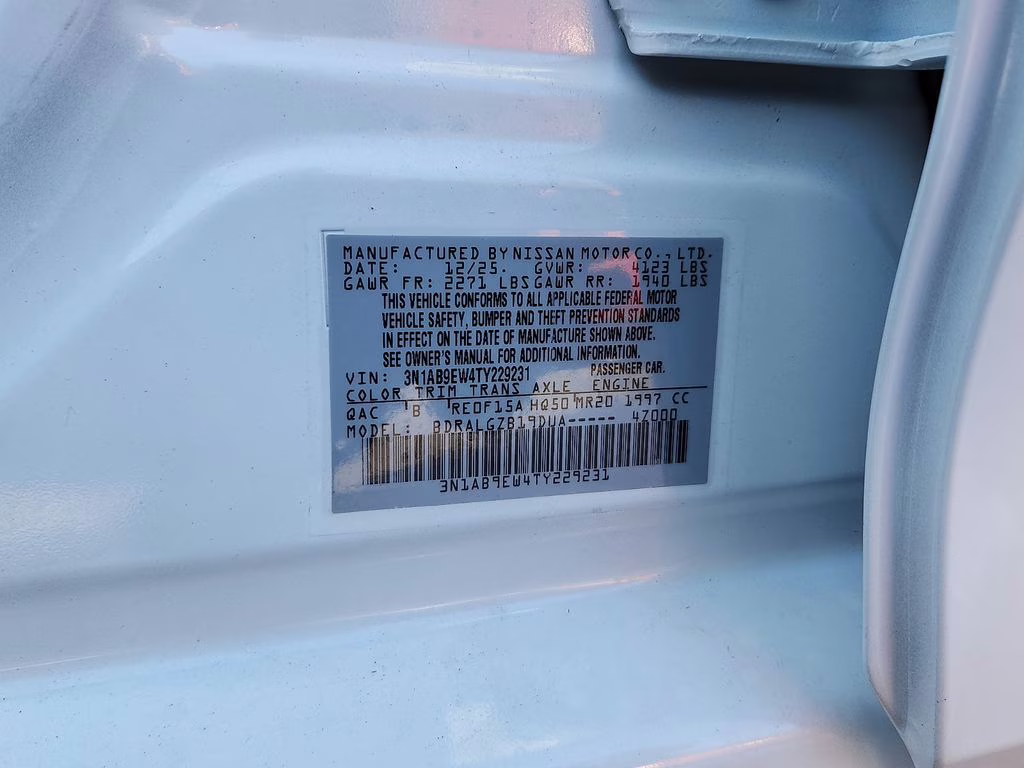 MANUFACTURED BY NISSAN MOTOR CO., LTD.
DATE: 12/25. GVWR: 4123 LBS
GAWR FR: 2271 LBS GAWR RR: 1940 LBS
THIS VEHICLE CONFORMS TO ALL APPLICABLE FEDERAL MOTOR
VEHICLE SAFETY, BUMPER AND THEFT PREVENTION STANDARDS
IN EFFECT ON THE DATE OF MANUFACTURE SHOWN ABOVE.
SEE OWNER'S MANUAL FOR ADDITIONAL INFORMATION.
VIN: 3N1AB9EW4TY229231 PASSENGER CAR.
COLOR TRIM TRANS AXLE ENGINE
QAC B RE0F15A HQ50 MR20 1997 CC
MODEL: BDRALGZB19DUA----- 4Z000
3N1AB9EW4TY229231